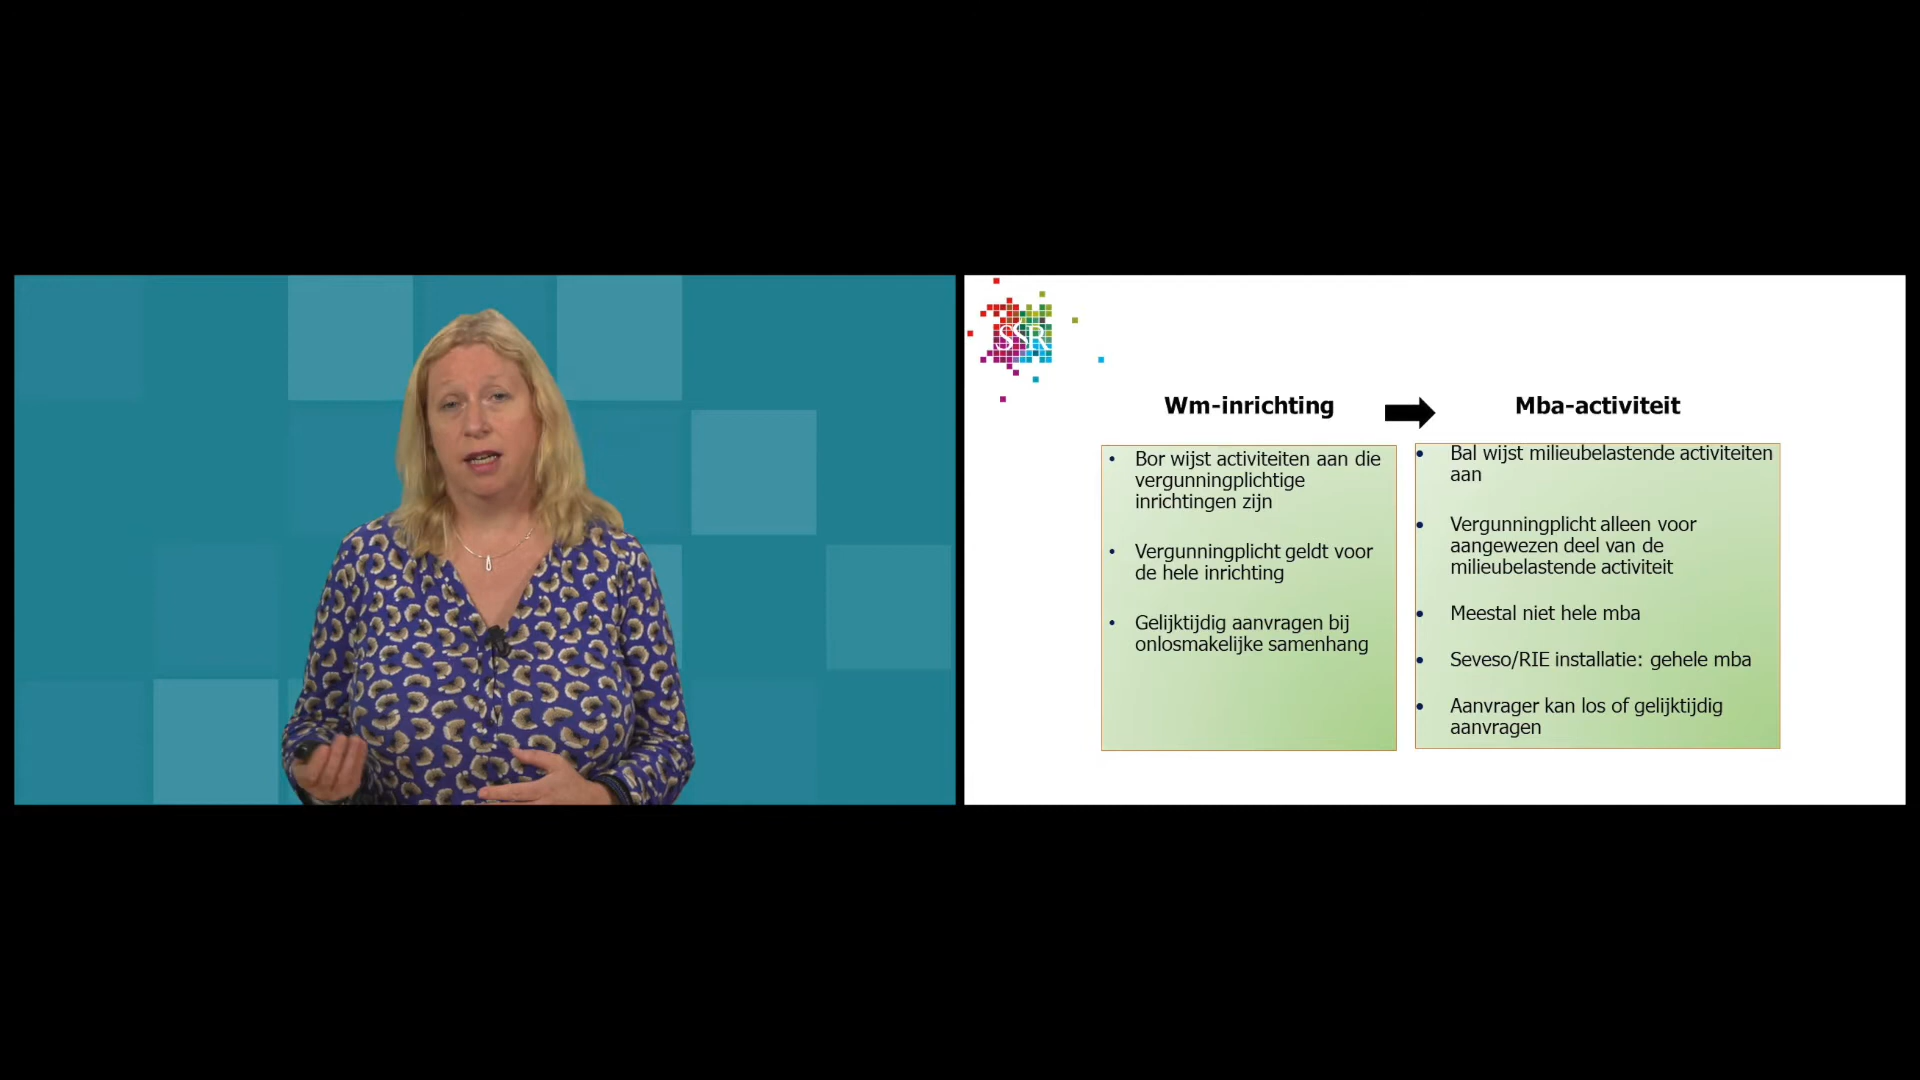 SSR
Wm-inrichting
Mba-activiteit
• Bor wijst activiteiten aan die
vergunningplichtige
inrichtingen zijn
• Vergunningplicht geldt voor
de hele inrichting
• Gelijktijdig aanvragen bij
onlosmakelijke samenhang
• Bal wijst milieubelastende activiteiten
aan
• Vergunningplicht alleen voor
aangewezen deel van de
milieubelastende activiteit
• Meestal niet hele mba
• Seveso/RIE installatie: gehele mba
• Aanvrager kan los of gelijktijdig
aanvragen